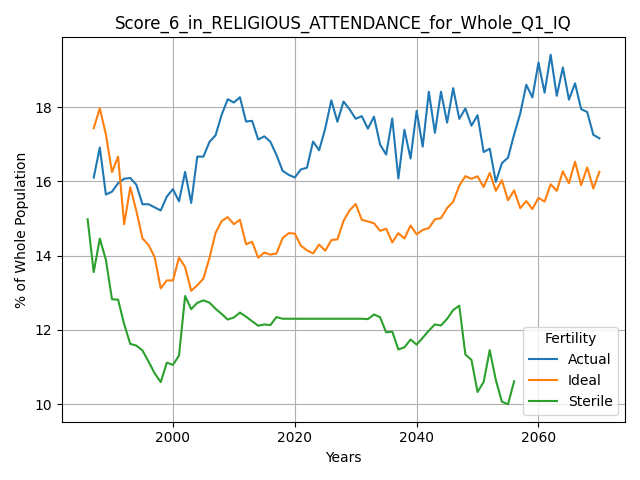 Score_6_in_RELIGIOUS_ATTENDANCE_for_Whole_Q1_IQ
% of Whole Population
18
16
14
12
10
Fertility
Actual
Ideal
Sterile
2000 2020 2040 2060
Years